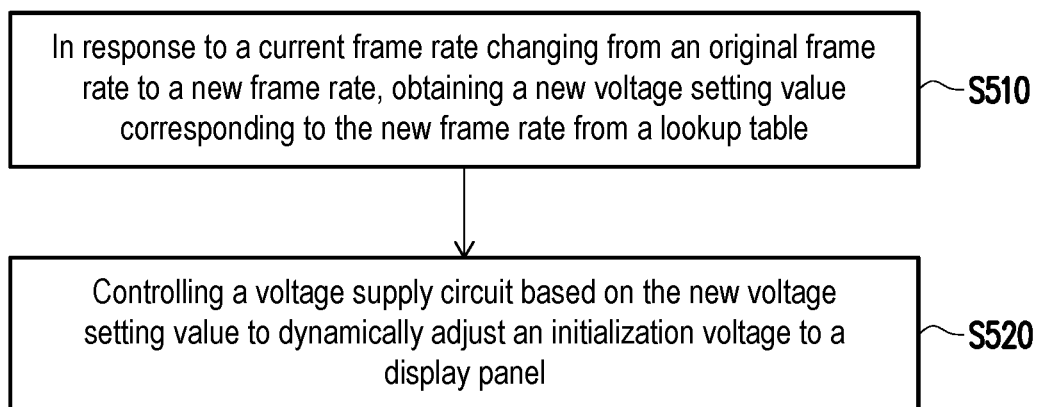 In response to a current frame rate changing from an original frame
rate to a new frame rate, obtaining a new voltage setting value
corresponding to the new frame rate from a lookup table
S510
Controlling a voltage supply circuit based on the new voltage
setting value to dynamically adjust an initialization voltage to a
display panel
S520